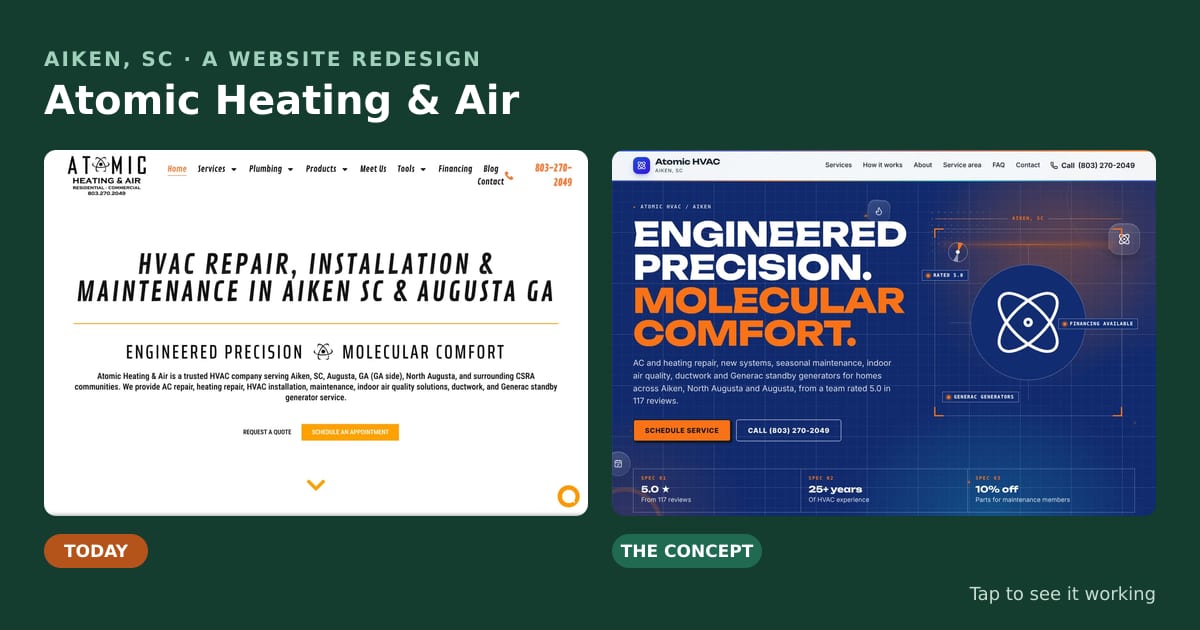 AIKEN, SC · A WEBSITE REDESIGN
Atomic Heating & Air
ATOMIC
HEATING & AIR
RESIDENTIAL · COMMERCIAL
803.270.2049
Home Services Plumbing Products Meet Us Tools Financing Blog
Contact
803-270-
2049
HVAC REPAIR, INSTALLATION &
MAINTENANCE IN AIKEN SC & AUGUSTA GA
ENGINEERED PRECISION MOLECULAR COMFORT
Atomic Heating & Air is a trusted HVAC company serving Aiken, SC, Augusta, GA (GA side), North Augusta, and surrounding CSRA
communities. We provide AC repair, heating repair, HVAC installation, maintenance, indoor air quality solutions, ductwork, and Generac standby
generator service.
REQUEST A QUOTE SCHEDULE AN APPOINTMENT
TODAY
Atomic HVAC
AIKEN, SC
Services How it works About Service area FAQ Contact Call (803) 270-2049
- ATOMIC HVAC / AIKEN
ENGINEERED
PRECISION.
MOLECULAR
COMFORT.
AC and heating repair, new systems, seasonal maintenance, indoor
air quality, ductwork and Generac standby generators for homes
across Aiken, North Augusta and Augusta, from a team rated 5.0 in
117 reviews.
SCHEDULE SERVICE CALL (803) 270-2049
AIKEN, SC
RATED 5.0
FINANCING AVAILABLE
GENERAC GENERATORS
SPEC 01
5.0 ★
From 117 reviews
SPEC 02
25+ years
Of HVAC experience
SPEC 03
10% off
Parts for maintenance members
THE CONCEPT
Tap to see it working